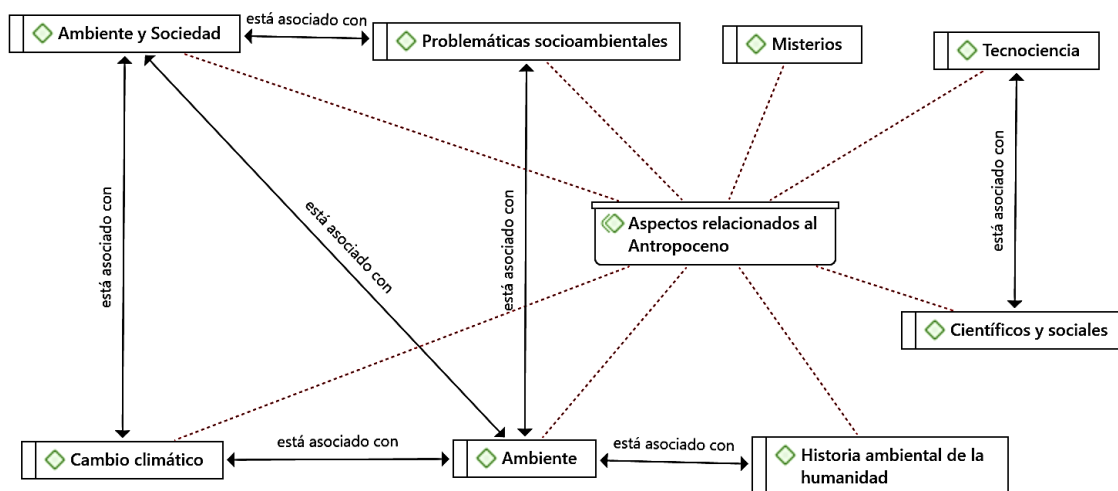 Ambiente y Sociedad
está asociado con
Problemáticas socioambientales
Misterios
Tecnociencia
está asociado con
está asociado con
está asociado con
está asociado con
Aspectos relacionados al
Antropoceno
Científicos y sociales
Cambio climático
está asociado con
Ambiente
está asociado con
Historia ambiental de la
humanidad